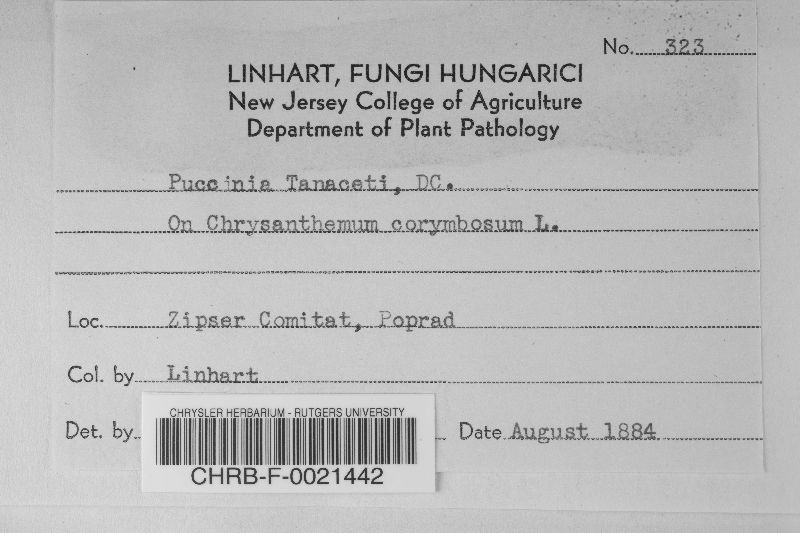 No. 323
LINHART, FUNGI HUNGARICI
New Jersey College of Agriculture
Department of Plant Pathology
Puccinia Tanaceti, DC.
On Chrysanthemum corymbosum L.
Loc. Zipser Comitat, Poprad
Col. by Linhart
Det. by Date August 1884
CHRYSLER HERBARIUM - RUTGERS UNIVERSITY
CHRB-F-0021442